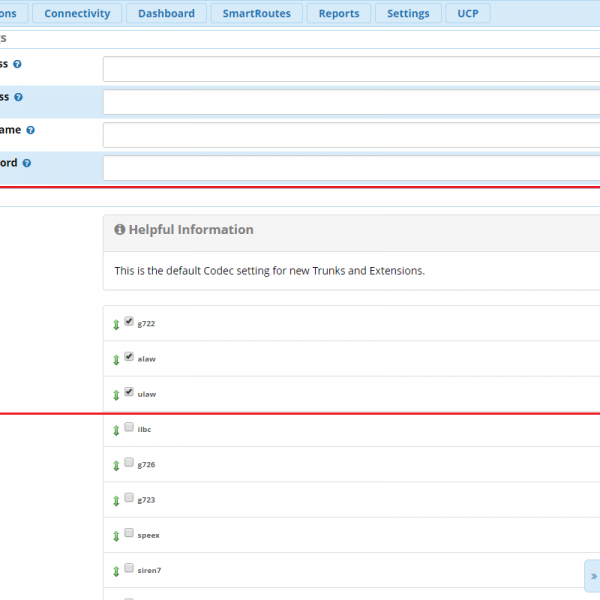 ons Connectivity Dashboard SmartRoutes Reports Settings UCP
s
ss
ss
ame
ord
Helpful Information
This is the default Codec setting for new Trunks and Extensions.
g722
alaw
ulaw
ilbc
g726
g723
speex
siren7
»